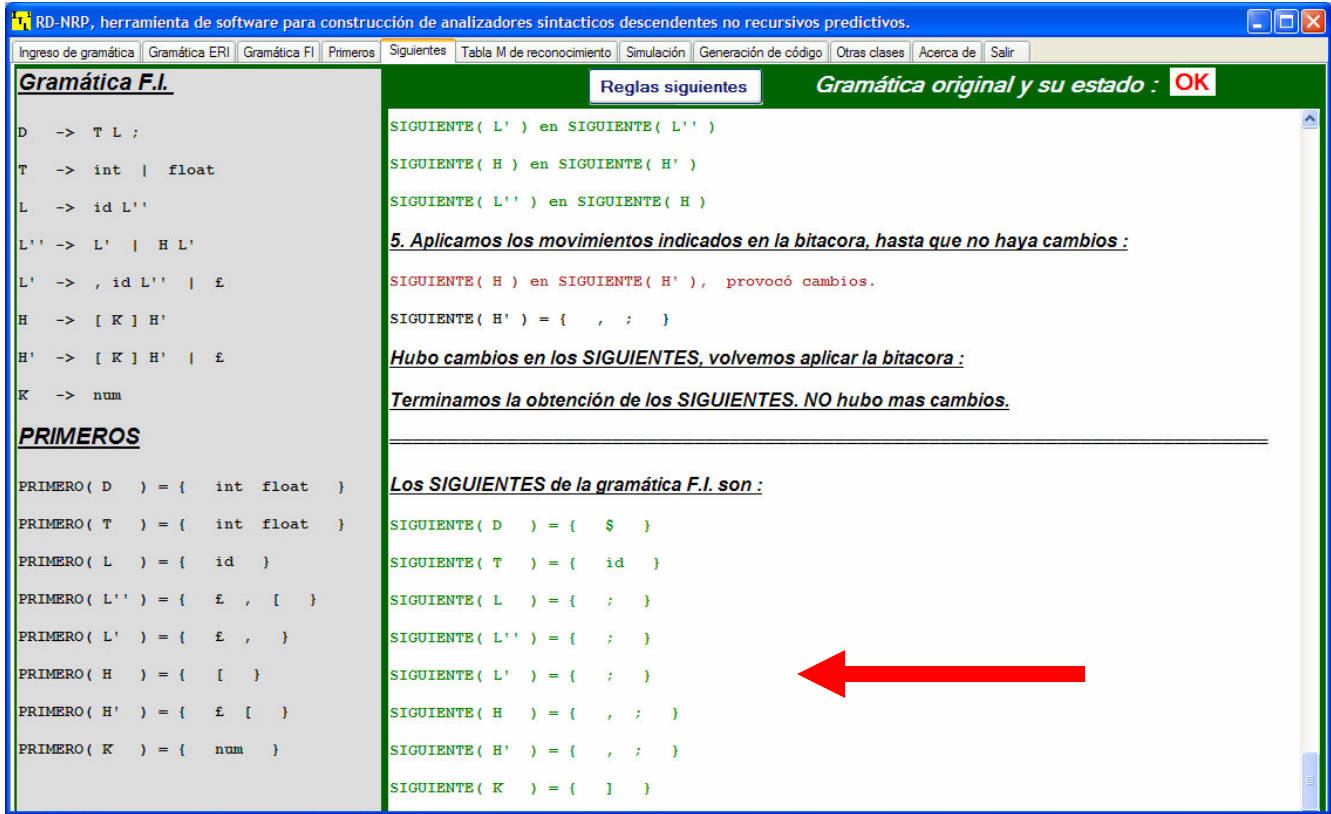 RD-NRP, herramienta de software para construcción de analizadores sintacticos descendentes no recursivos predictivos.
Ingreso de gramática Gramática ERI Gramática FI Primeros Siguientes Tabla M de reconocimiento Simulación Generación de código Otras clases Acerca de Salir
Gramática F.I.
D -> T L ;
T -> int | float
L -> id L''
L'' -> L' | H L'
L' -> , id L'' | £
H -> [ K ] H'
H' -> [ K ] H' | £
K -> num
PRIMEROS
PRIMERO( D ) = { int float }
PRIMERO( T ) = { int float }
PRIMERO( L ) = { id }
PRIMERO( L'' ) = { £ , [ }
PRIMERO( L' ) = { £ , }
PRIMERO( H ) = { [ }
PRIMERO( H' ) = { £ [ }
PRIMERO( K ) = { num }
Reglas siguientes Gramática original y su estado : OK
SIGUIENTE( L' ) en SIGUIENTE( L'' )
SIGUIENTE( H ) en SIGUIENTE( H' )
SIGUIENTE( L'' ) en SIGUIENTE( H )
5. Aplicamos los movimientos indicados en la bitacora, hasta que no haya cambios :
SIGUIENTE( H ) en SIGUIENTE( H' ), provocó cambios.
SIGUIENTE( H' ) = { , ; }
Hubo cambios en los SIGUIENTES, volvemos aplicar la bitacora :
Terminamos la obtención de los SIGUIENTES. NO hubo mas cambios.
Los SIGUIENTES de la gramática F.I. son :
SIGUIENTE( D ) = { $ }
SIGUIENTE( T ) = { id }
SIGUIENTE( L ) = { ; }
SIGUIENTE( L'' ) = { ; }
SIGUIENTE( L' ) = { ; }
SIGUIENTE( H ) = { , ; }
SIGUIENTE( H' ) = { , ; }
SIGUIENTE( K ) = { ] }